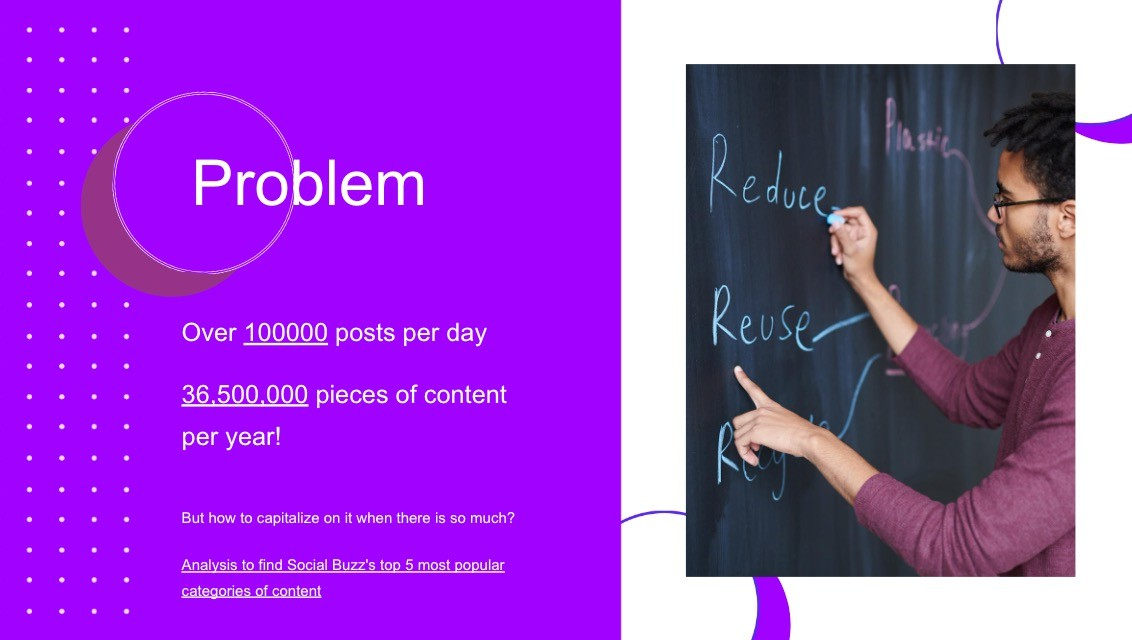 Problem
Over 100000 posts per day
36,500,000 pieces of content
per year!
But how to capitalize on it when there is so much?
Analysis to find Social Buzz's top 5 most popular
categories of content
Plastic
Reduce
Reuse